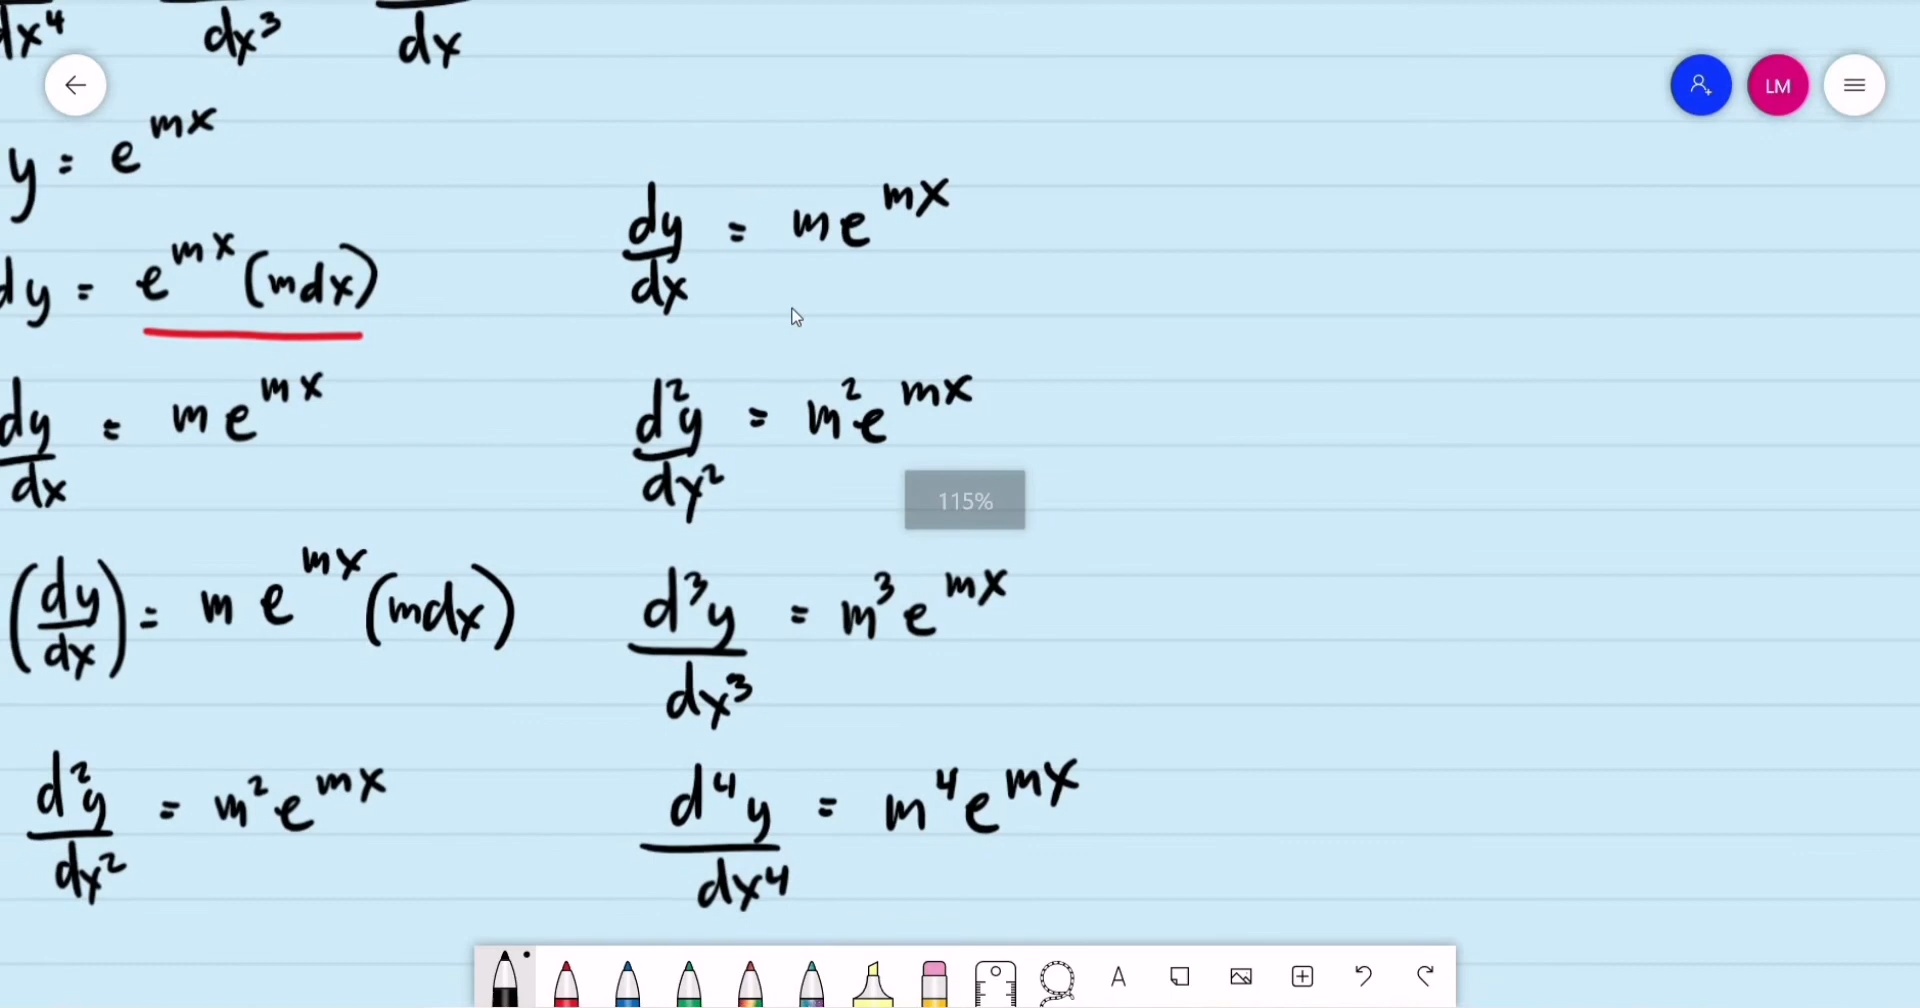 dx⁴ dx³ dx
LM
y = e^{mx}
dy = e^{mx}(mdx)
dy/dx = me^{mx}
(dy/dx) = m e^{mx}(mdx)
d²y/dx² = m²e^{mx}
dy/dx = me^{mx}
d²y/dy² = m²e^{mx}
115%
d³y/dx³ = m³e^{mx}
d⁴y/dx⁴ = m⁴e^{mx}
A